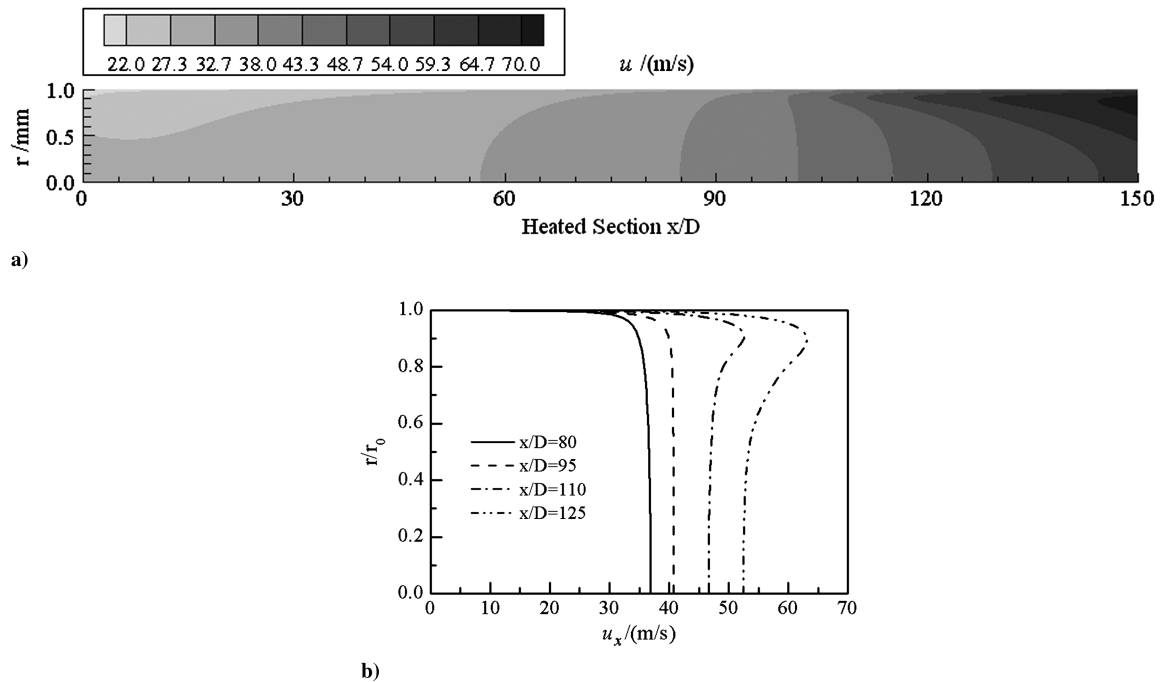 22.0 27.3 32.7 38.0 43.3 48.7 54.0 59.3 64.7 70.0
u /(m/s)
1.0
0.5
0.0
r /mm
0 30 60 90 120 150
Heated Section x/D
a)
1.0
0.8
0.6
0.4
0.2
0.0
r/r0
x/D=80
x/D=95
x/D=110
x/D=125
0 10 20 30 40 50 60 70
ux/(m/s)
b)